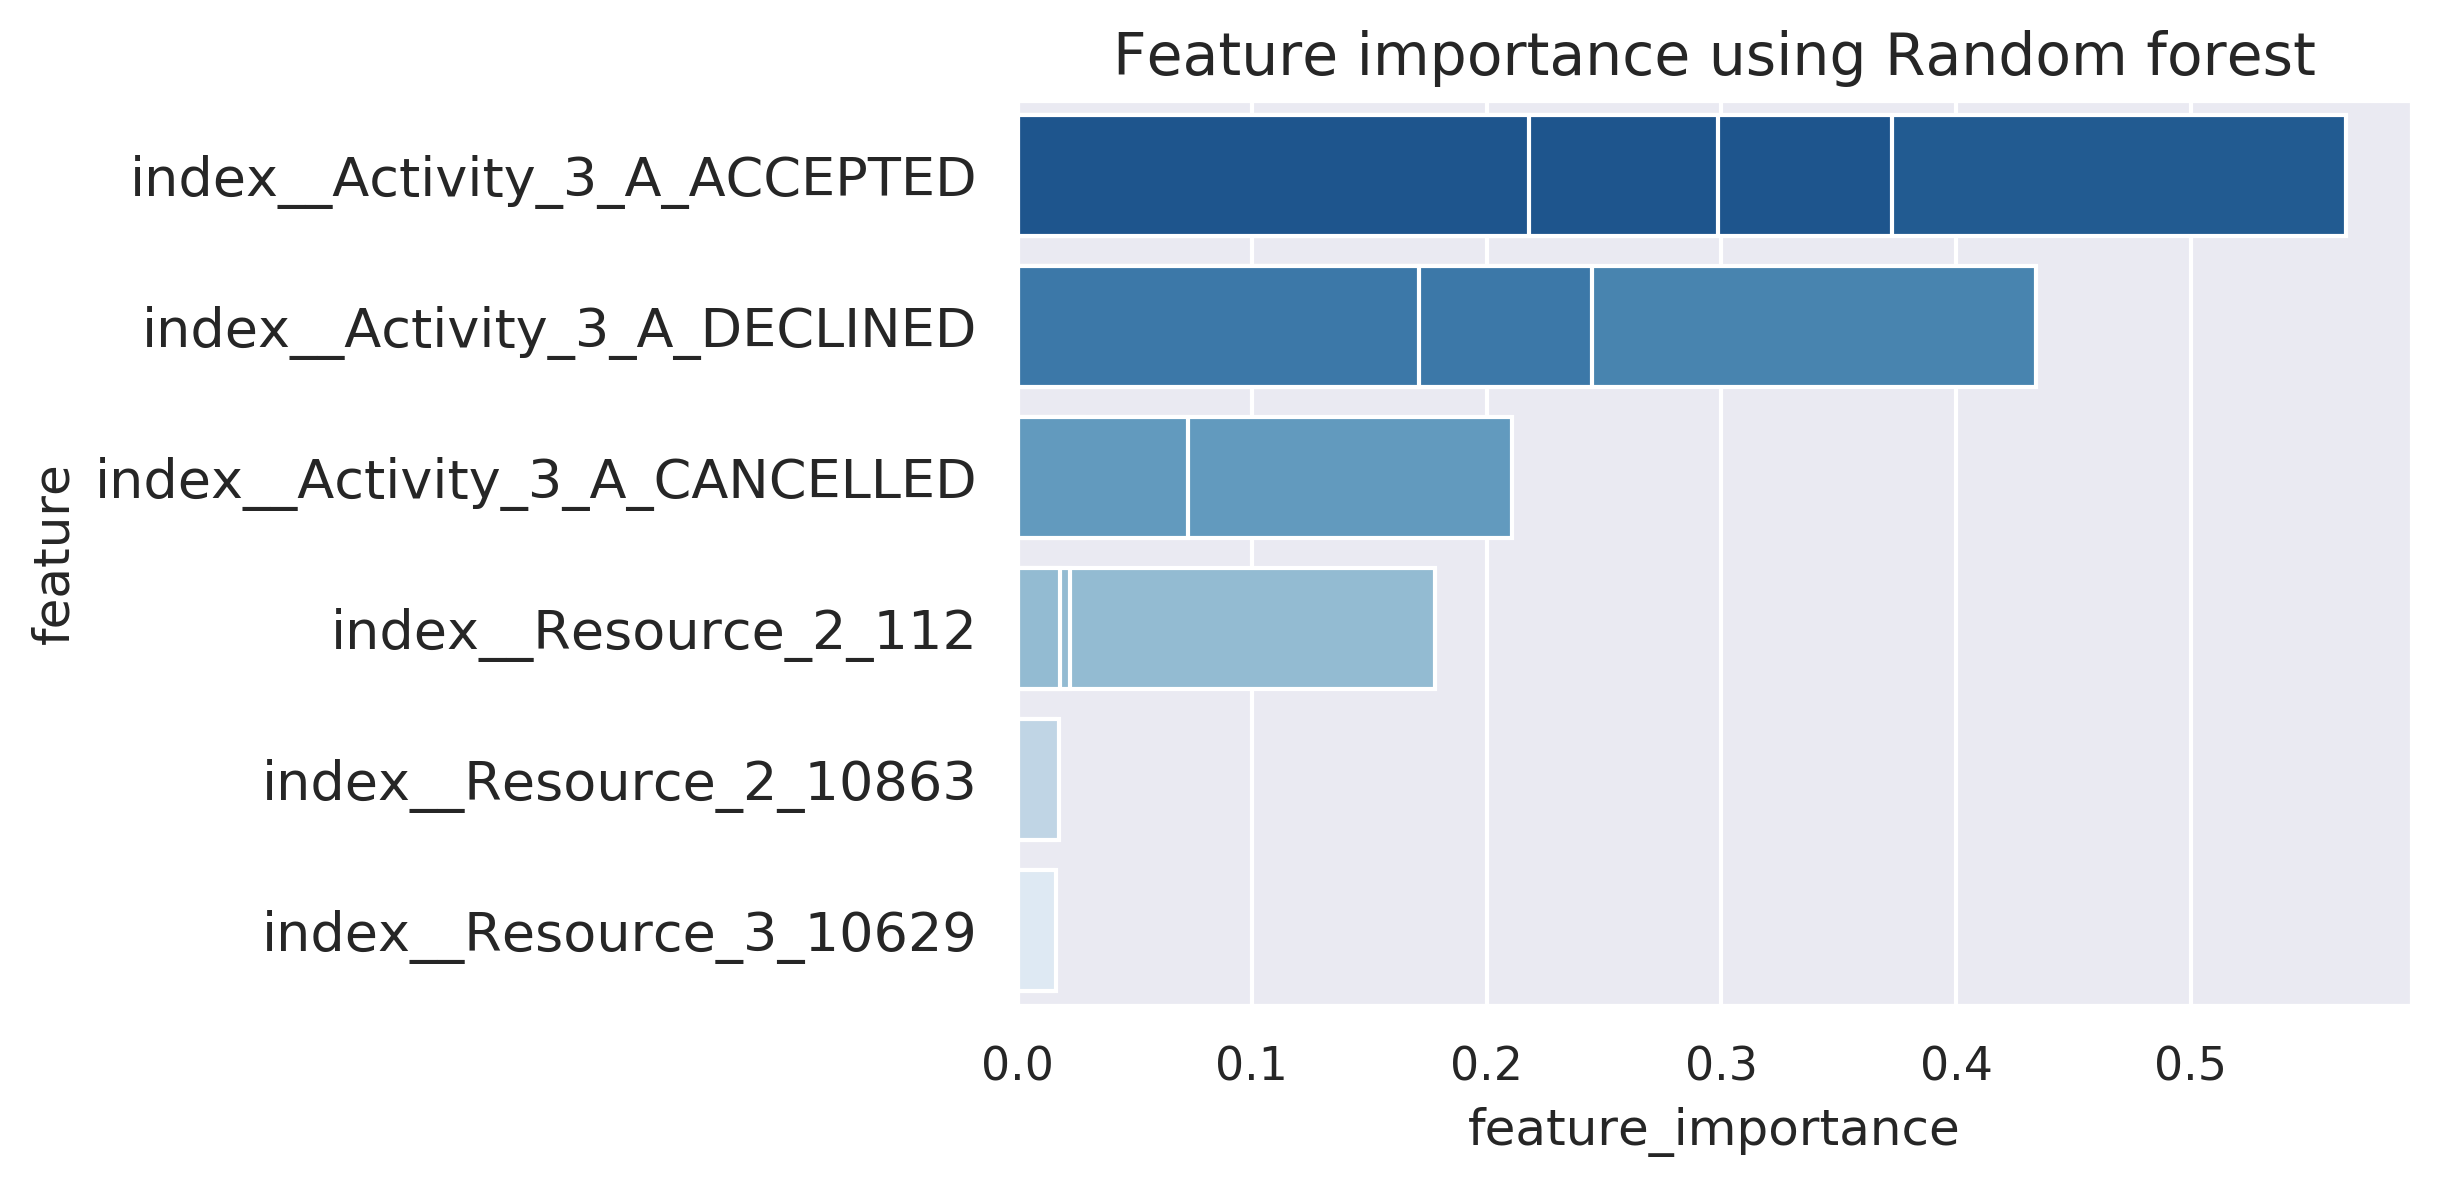 Feature importance using Random forest
index__Activity_3_A_ACCEPTED
index__Activity_3_A_DECLINED
index__Activity_3_A_CANCELLED
index__Resource_2_112
index__Resource_2_10863
index__Resource_3_10629
feature
0.0 0.1 0.2 0.3 0.4 0.5
feature_importance